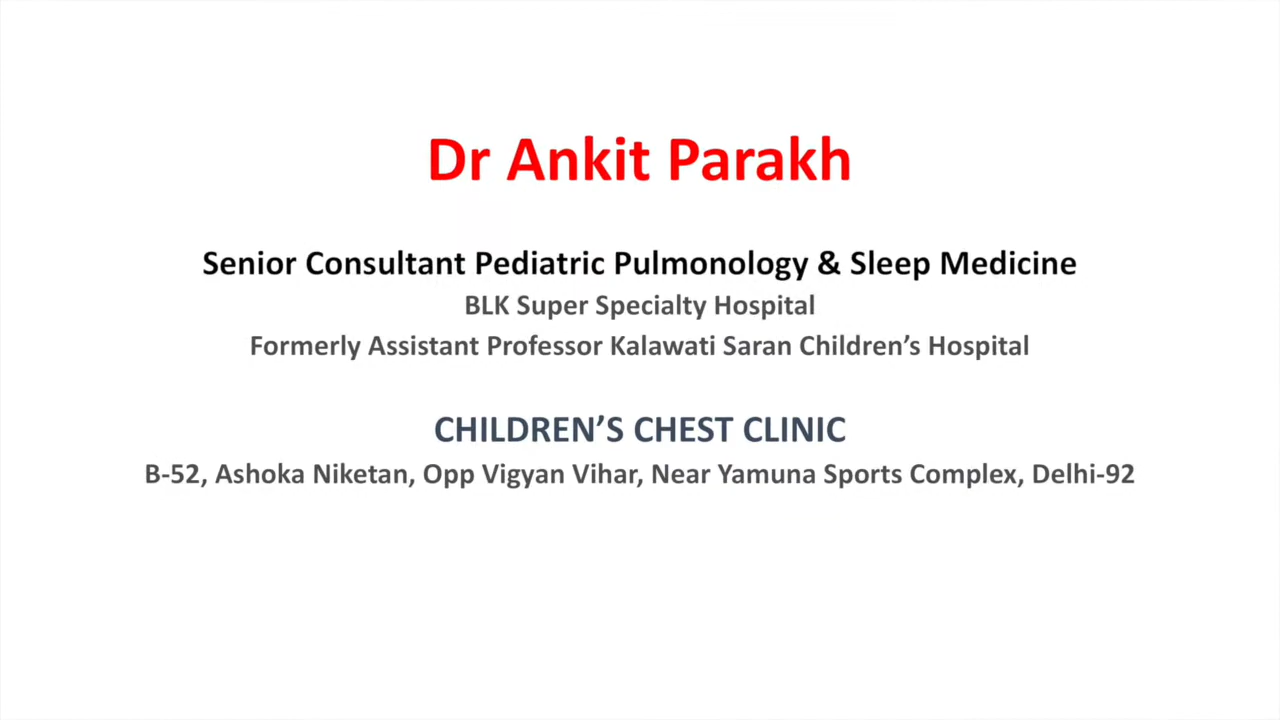 Dr Ankit Parakh
Senior Consultant Pediatric Pulmonology & Sleep Medicine
BLK Super Specialty Hospital
Formerly Assistant Professor Kalawati Saran Children’s Hospital
CHILDREN’S CHEST CLINIC
B-52, Ashoka Niketan, Opp Vigyan Vihar, Near Yamuna Sports Complex, Delhi-92